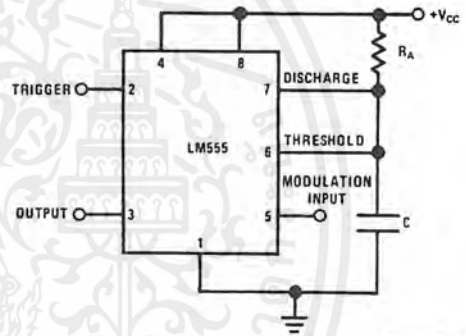 +VCC
4 8
RA
DISCHARGE
7
TRIGGER 2
LM555
THRESHOLD
6
MODULATION
INPUT
OUTPUT 3
5
C
1